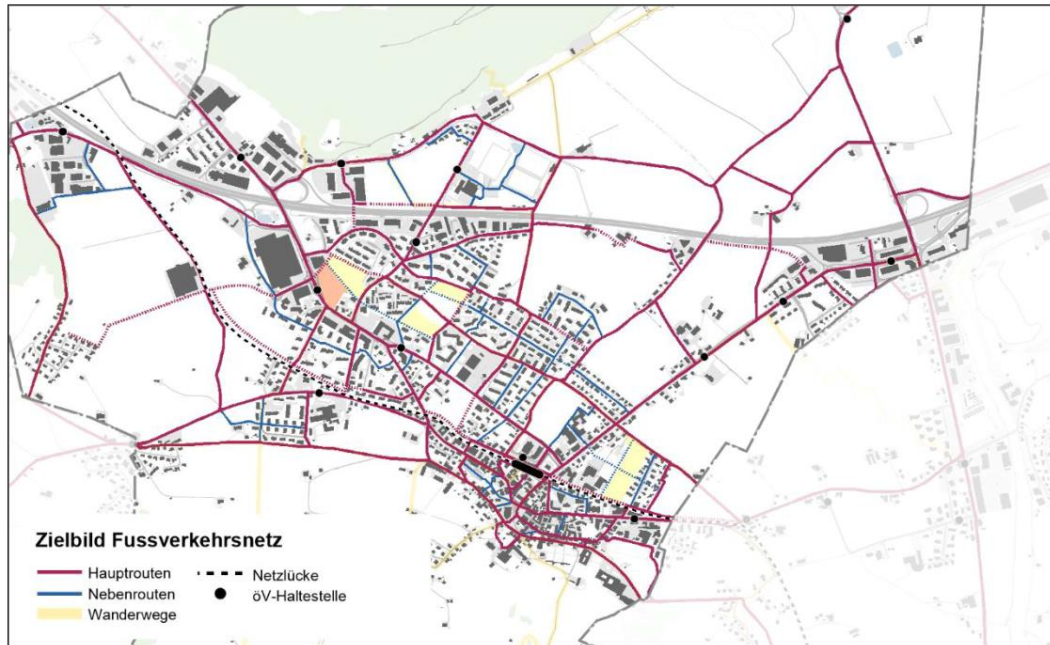 Zielbild Fussverkehrsnetz
Hauptrouten
Netzlücke
Nebenrouten
öV-Haltestelle
Wanderwege